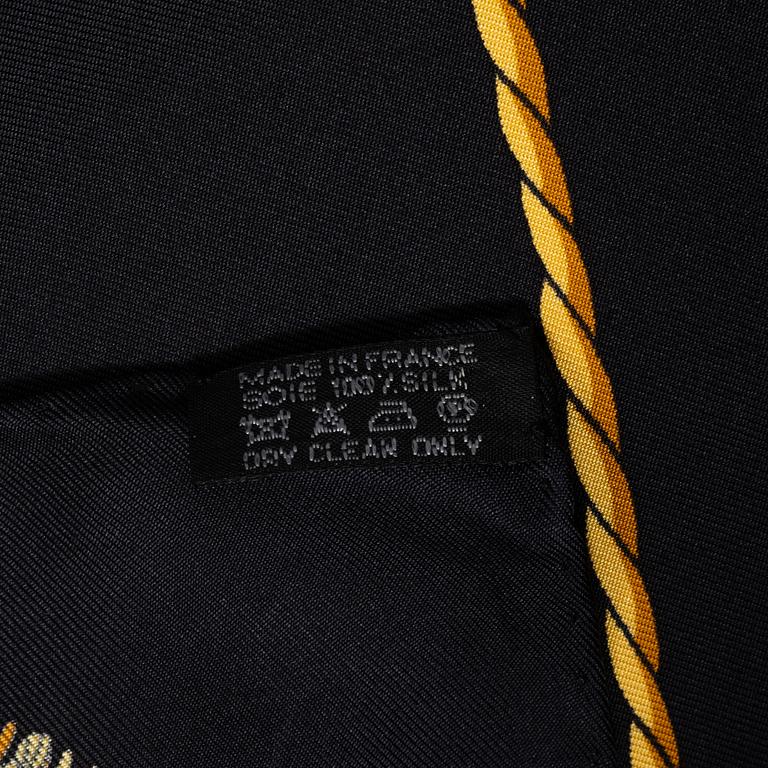 MADE IN FRANCE
SOIE 100% SILK
DRY CLEAN ONLY